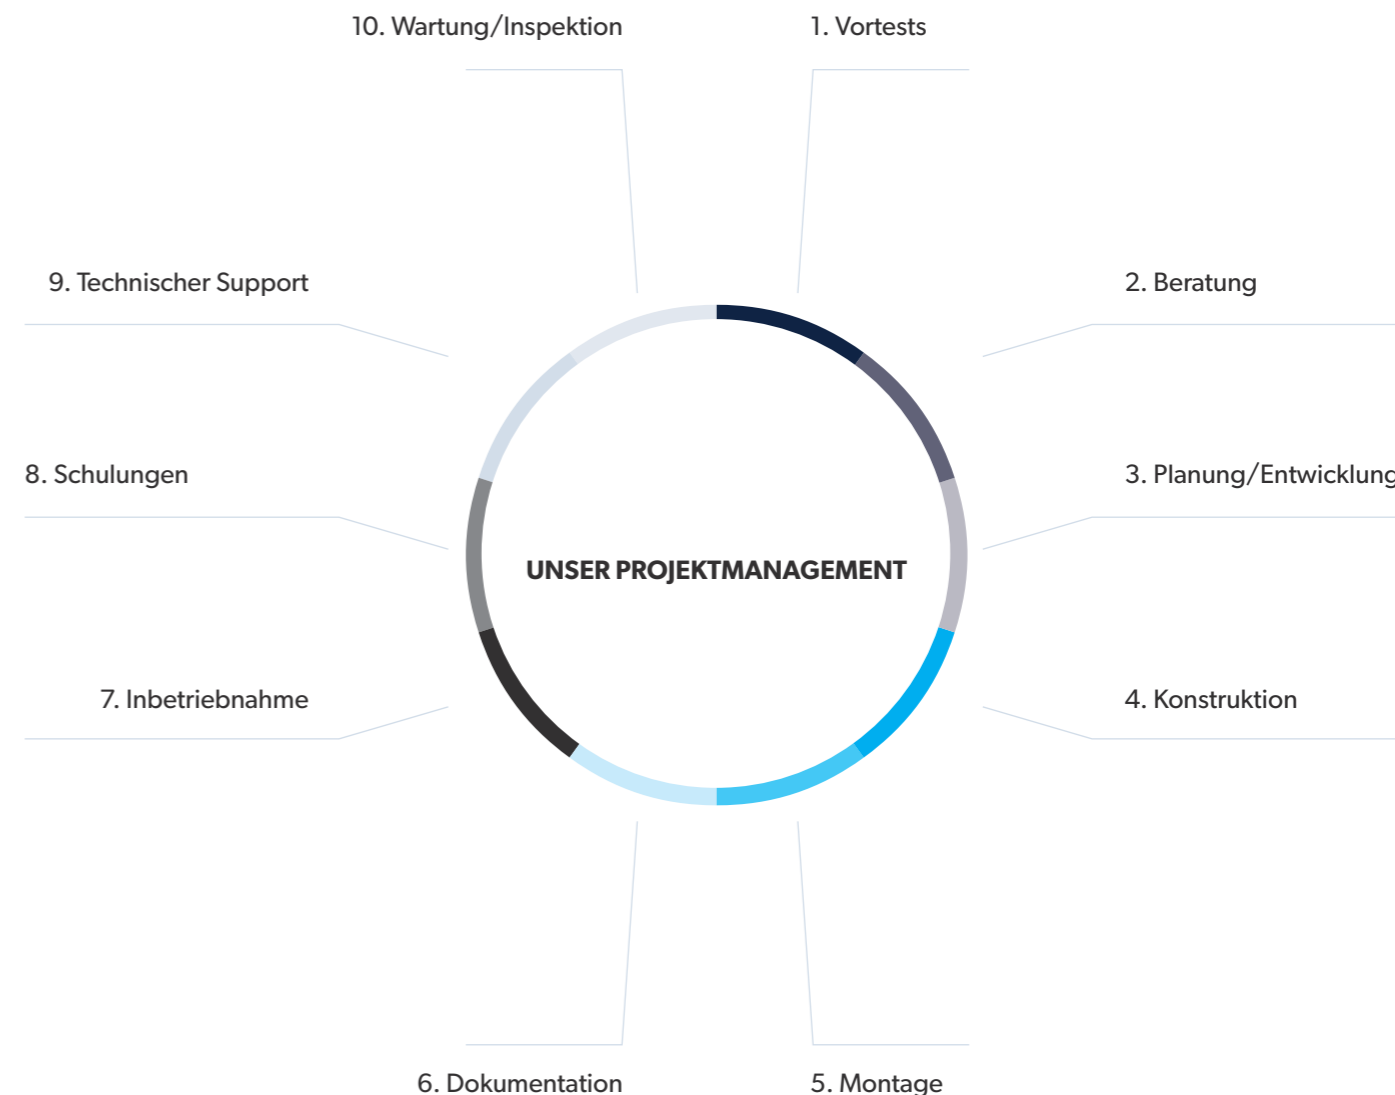 10. Wartung/Inspektion
1. Vortests
9. Technischer Support
2. Beratung
8. Schulungen
3. Planung/Entwicklung
UNSER PROJEKTMANAGEMENT
7. Inbetriebnahme
4. Konstruktion
6. Dokumentation
5. Montage